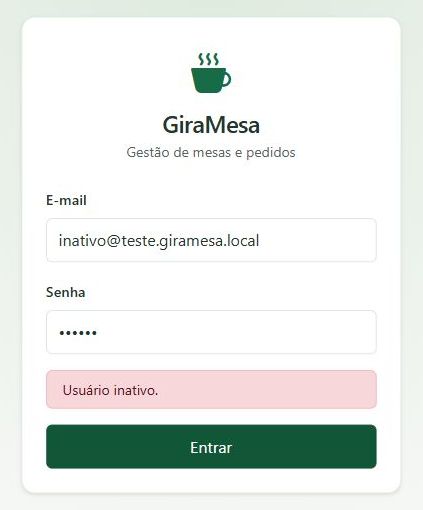 GiraMesa
Gestão de mesas e pedidos
E-mail
inativo@teste.giramesa.local
Senha
••••••
Usuário inativo.
Entrar